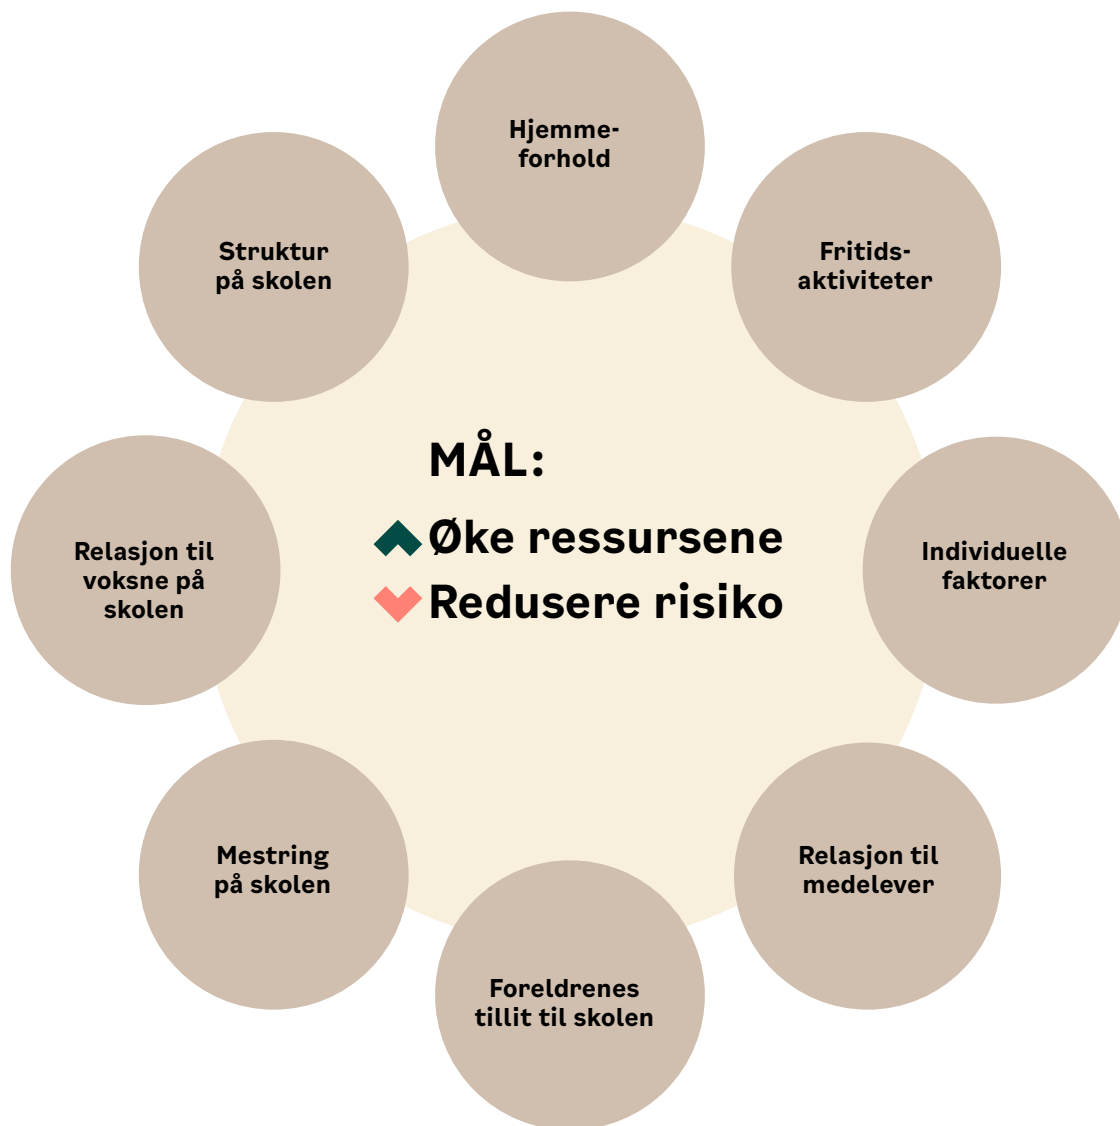 Hjemme-
forhold
Fritids-
aktiviteter
Individuelle
faktorer
Relasjon til
medelever
Foreldrenes
tillit til skolen
Mestring
på skolen
Relasjon til
voksne på
skolen
Struktur
på skolen
MÅL:
Øke ressursene
Redusere risiko